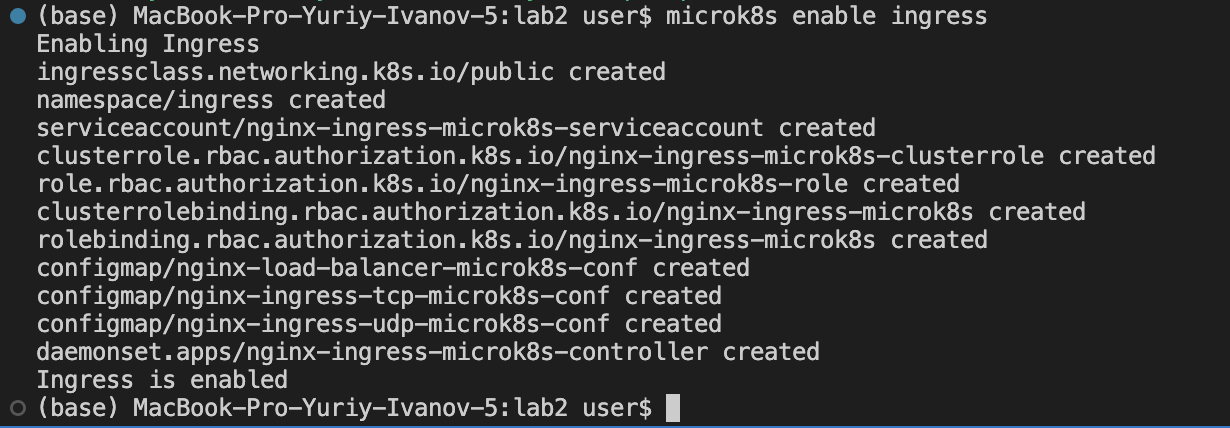 (base) MacBook-Pro-Yuriy-Ivanov-5:lab2 user$ microk8s enable ingress
Enabling Ingress
ingressclass.networking.k8s.io/public created
namespace/ingress created
serviceaccount/nginx-ingress-microk8s-serviceaccount created
clusterrole.rbac.authorization.k8s.io/nginx-ingress-microk8s-clusterrole created
role.rbac.authorization.k8s.io/nginx-ingress-microk8s-role created
clusterrolebinding.rbac.authorization.k8s.io/nginx-ingress-microk8s created
rolebinding.rbac.authorization.k8s.io/nginx-ingress-microk8s created
configmap/nginx-load-balancer-microk8s-conf created
configmap/nginx-ingress-tcp-microk8s-conf created
configmap/nginx-ingress-udp-microk8s-conf created
daemonset.apps/nginx-ingress-microk8s-controller created
Ingress is enabled
(base) MacBook-Pro-Yuriy-Ivanov-5:lab2 user$